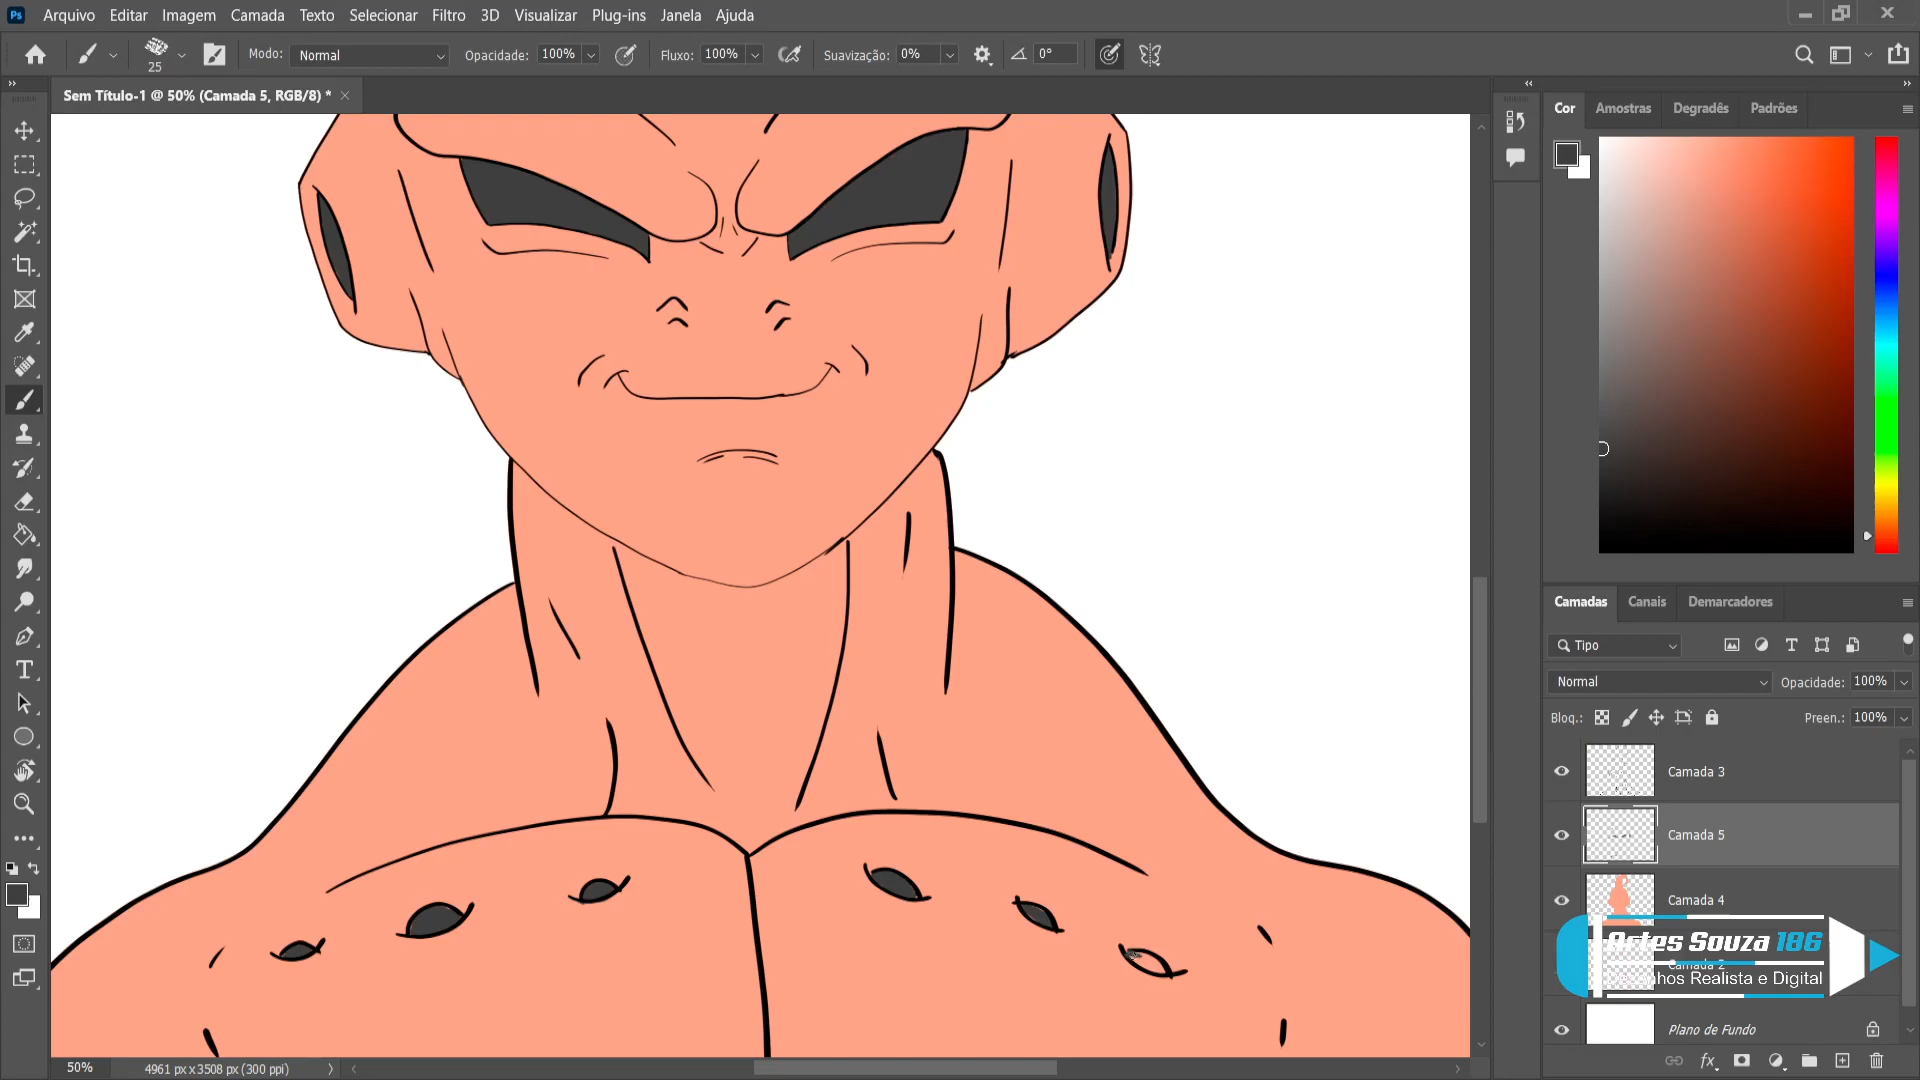 Ps Arquivo Editar Imagem Camada Texto Selecionar Filtro 3D Visualizar Plug-ins Janela Ajuda
25 Modo: Normal Opacidade: 100% Fluxo: 100% Suavização: 0% 0°
Sem Título-1 @ 50% (Camada 5, RGB/8) *
Cor Amostras Degradês Padrões
Camadas Canais Demarcadores
Tipo
Normal Opacidade: 100%
Bloq.: Preen.: 100%
Camada 3
Camada 5
Camada 4
Artes Souza 186
Camada 2
Realista e Digital
Plano de Fundo
50% 4961 px x 3508 px (300 ppi)